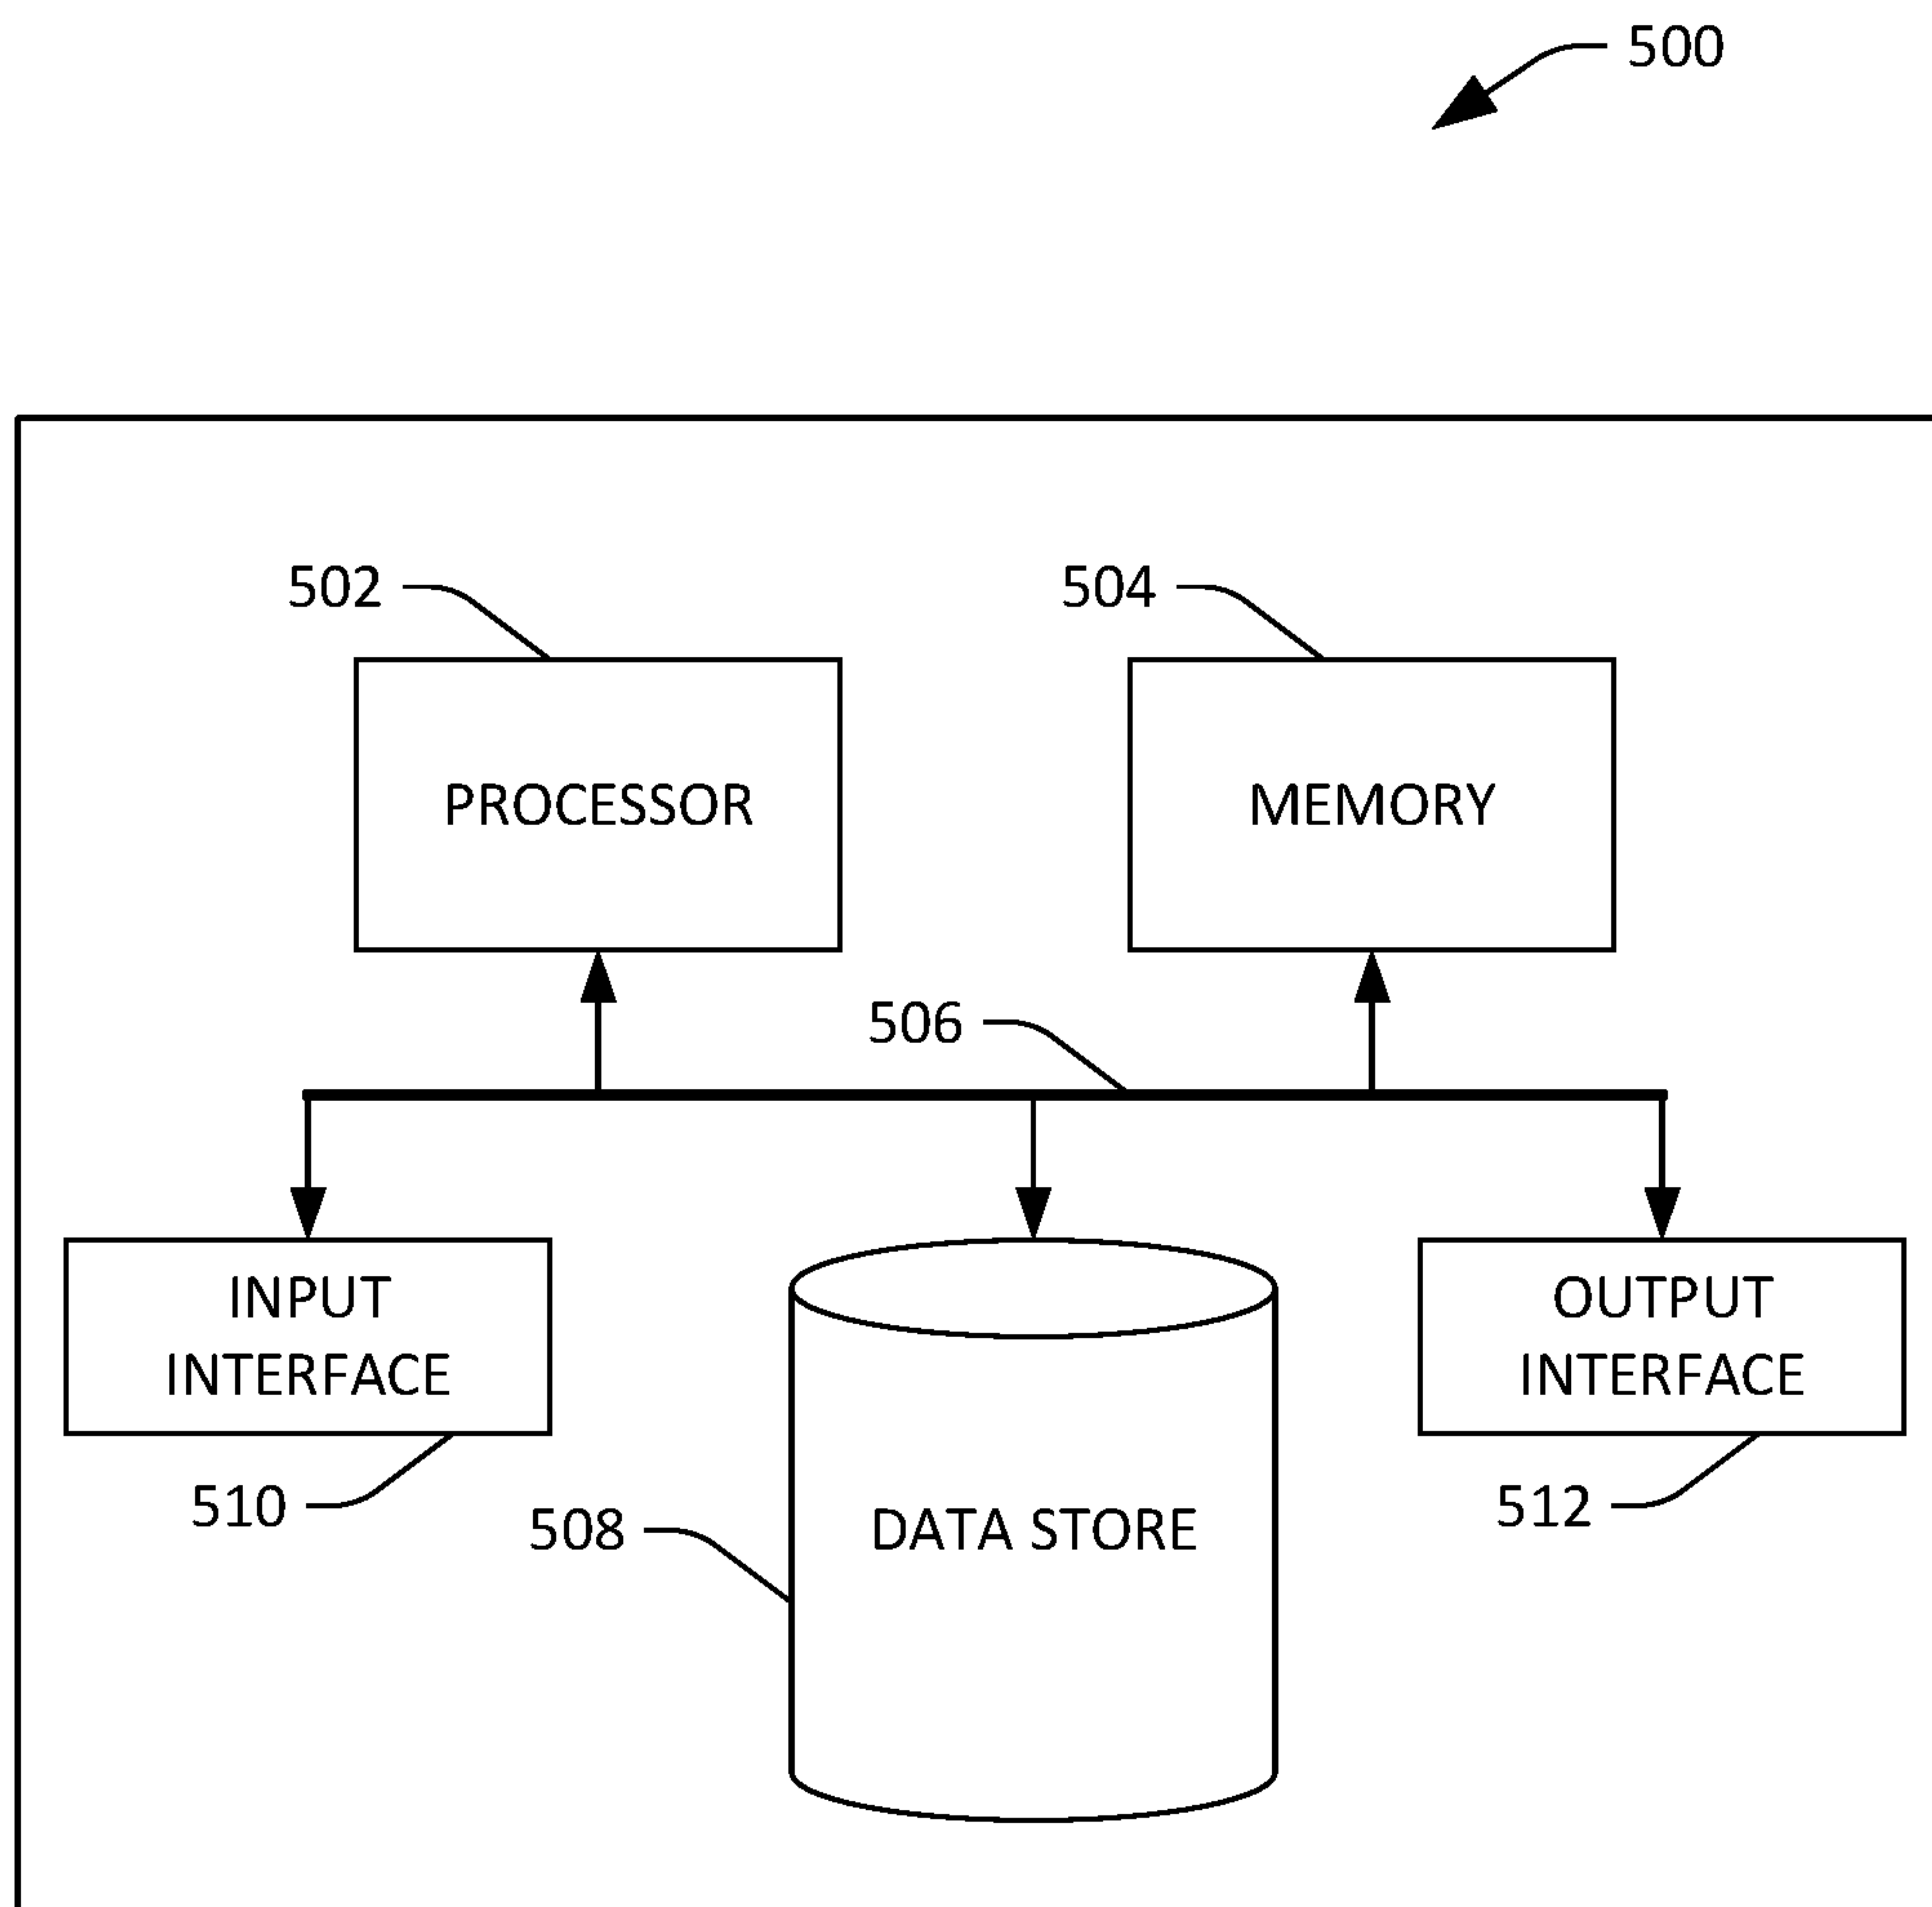 500
502
504
PROCESSOR
MEMORY
506
INPUT
INTERFACE
OUTPUT
INTERFACE
510
508
DATA STORE
512